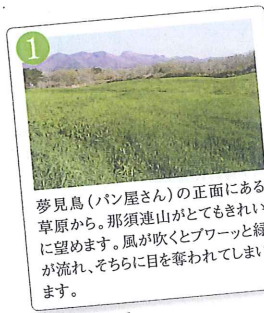 1
夢見鳥(パン屋さん)の正面にある
草原から。那須連山がとてもきれい
に望めます。風が吹くとブワーッと緑
が流れ、そちらに目を奪われてしまい
ます。